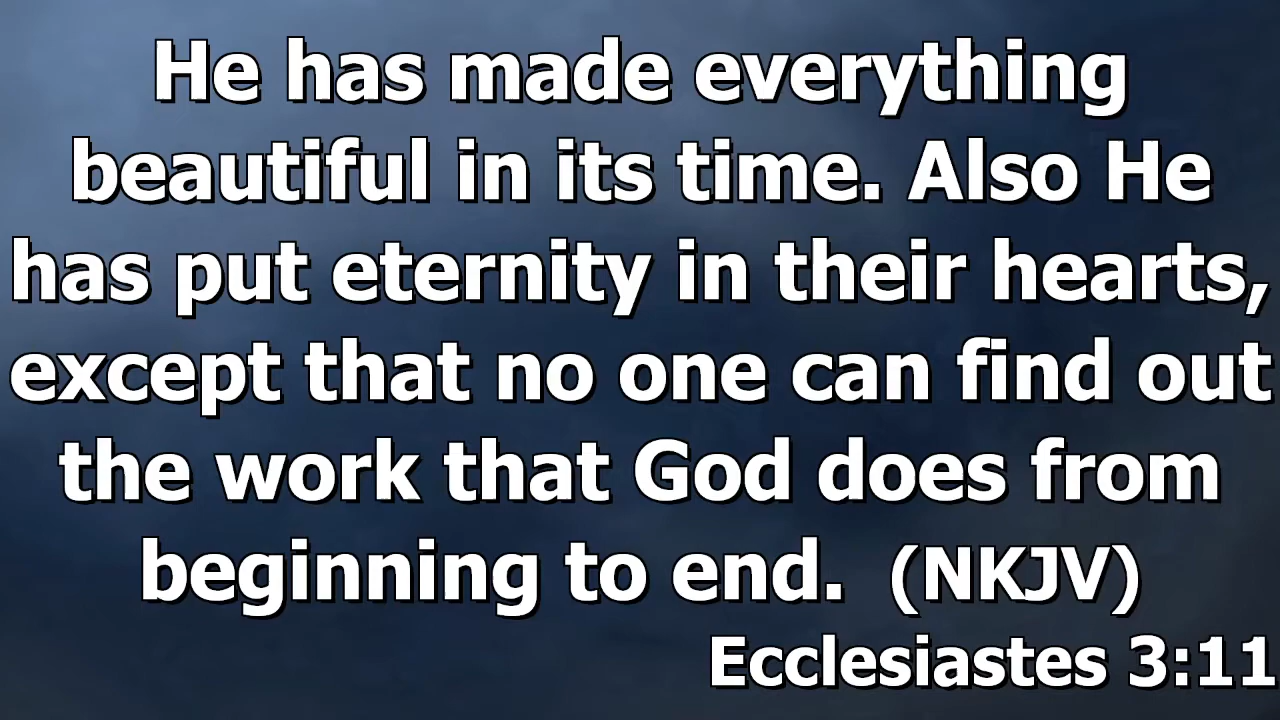 He has made everything
beautiful in its time. Also He
has put eternity in their hearts,
except that no one can find out
the work that God does from
beginning to end.  (NKJV)
Ecclesiastes 3:11